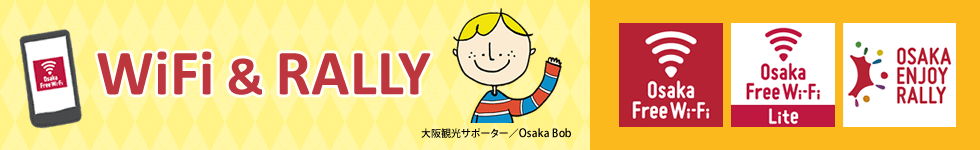 Osaka
Free Wi-Fi
WiFi & RALLY
大阪観光サポーター／Osaka Bob
Osaka
Free Wi-Fi
Osaka
Free Wi-Fi
Lite
OSAKA
ENJOY
RALLY